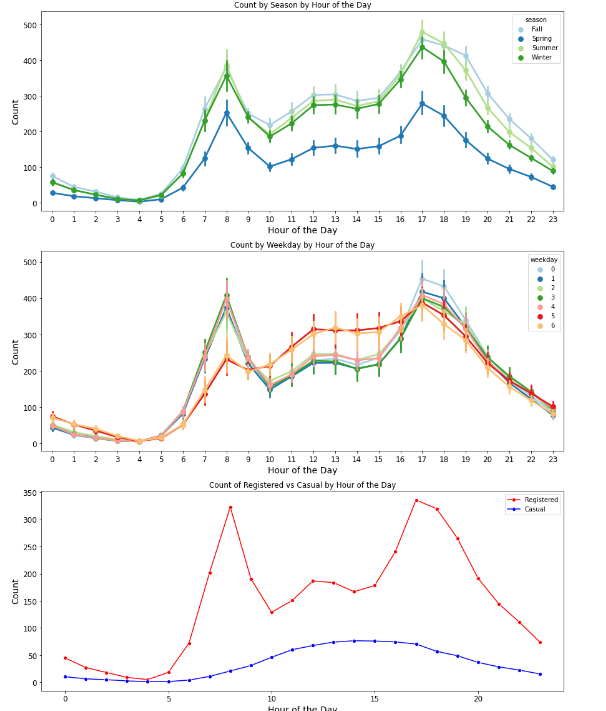 Count by Season by Hour of the Day
season
Fall
Spring
Summer
Winter
500
400
300
200
100
0
Count
0 1 2 3 4 5 6 7 8 9 10 11 12 13 14 15 16 17 18 19 20 21 22 23
Hour of the Day
Count by Weekday by Hour of the Day
weekday
0
1
2
3
4
5
6
500
400
300
200
100
0
Count
0 1 2 3 4 5 6 7 8 9 10 11 12 13 14 15 16 17 18 19 20 21 22 23
Hour of the Day
Count of Registered vs Casual by Hour of the Day
Registered
Casual
350
300
250
200
150
100
50
0
Count
0 5 10 15 20
Hour of the Day